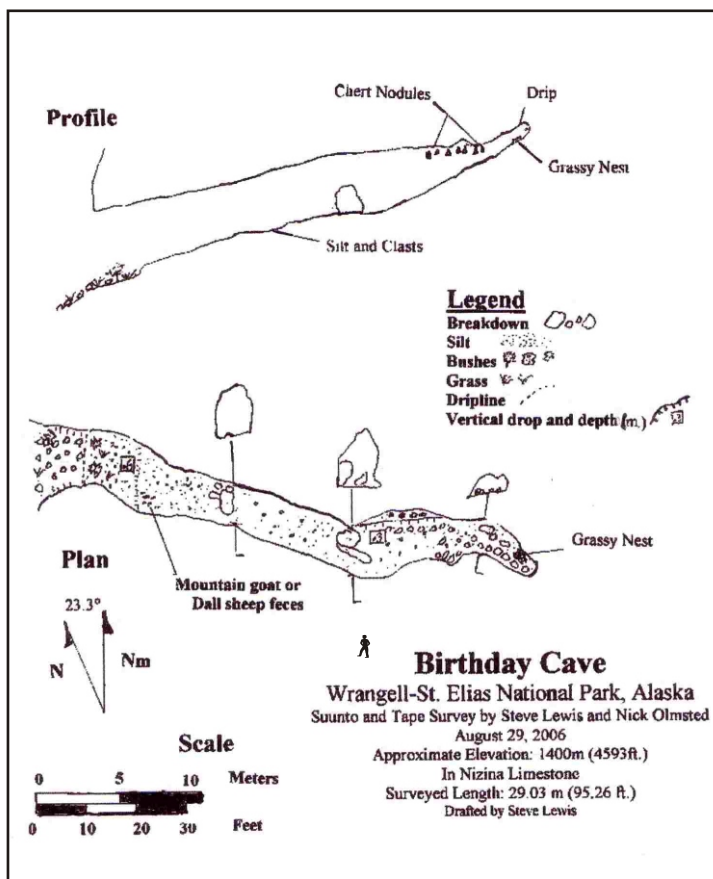 Profile
Chert Nodules
Drip
Grassy Nest
Silt and Clasts
Legend
Breakdown
Silt
Bushes
Grass
Dripline
Vertical drop and depth (m.)
Grassy Nest
Plan
Mountain goat or
Dall sheep feces
23.3°
N
Nm
Birthday Cave
Wrangell-St. Elias National Park, Alaska
Suunto and Tape Survey by Steve Lewis and Nick Olmsted
August 29, 2006
Approximate Elevation: 1400m (4593ft.)
In Nizina Limestone
Surveyed Length: 29.03 m (95.26 ft.)
Drafted by Steve Lewis
Scale
0 5 10 Meters
0 10 20 30 Feet